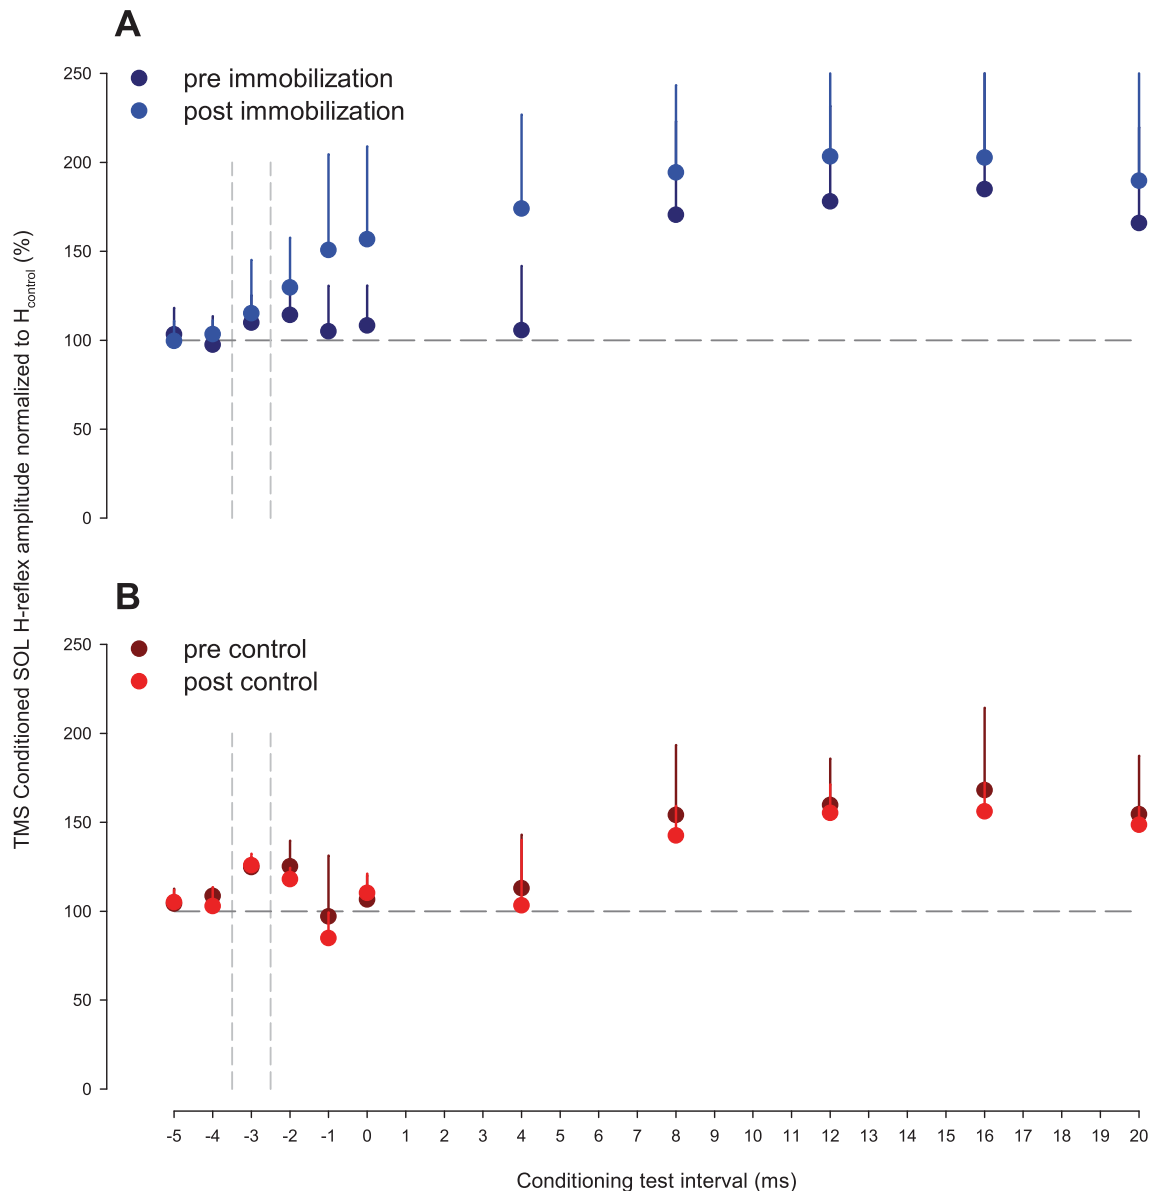 A
pre immobilization
post immobilization
250
200
150
100
50
0
TMS Conditioned SOL H-reflex amplitude normalized to Hcontrol (%)
B
pre control
post control
250
200
150
100
50
0
-5 -4 -3 -2 -1 0 1 2 3 4 5 6 7 8 9 10 11 12 13 14 15 16 17 18 19 20
Conditioning test interval (ms)